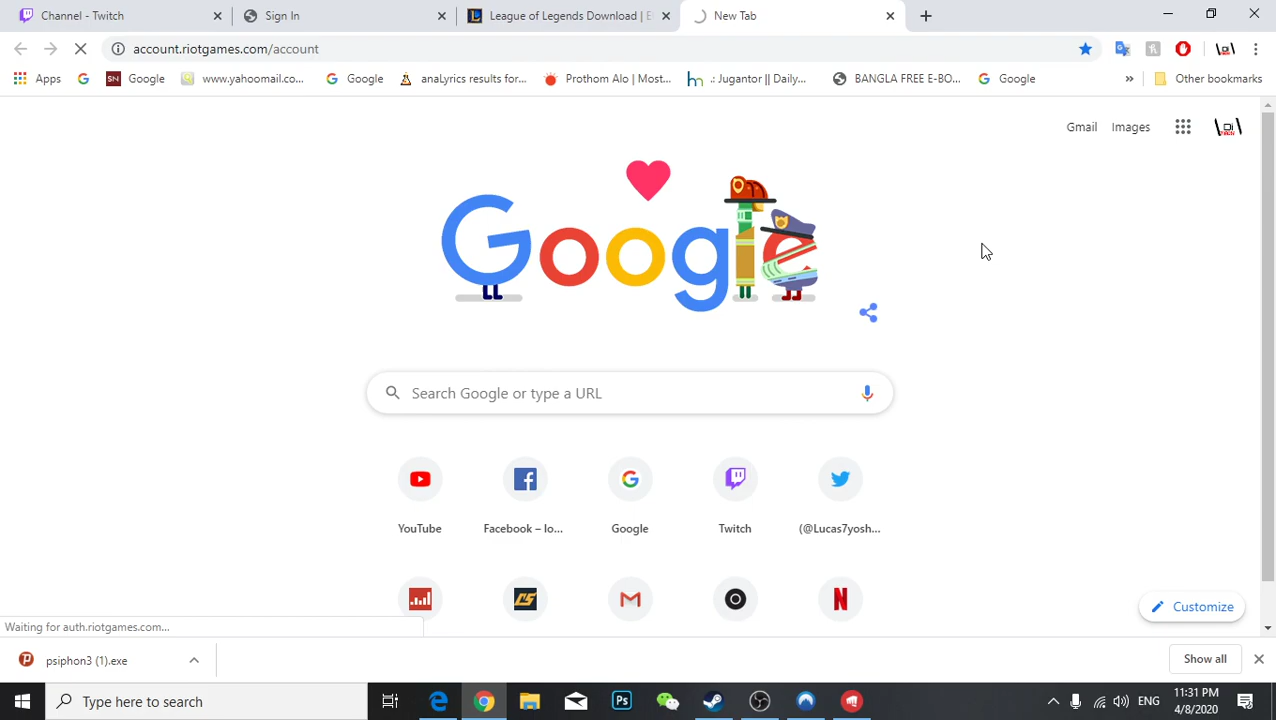 Channel - Twitch
Sign In
League of Legends Download | E
New Tab
account.riotgames.com/account
Apps
Google
www.yahoomail.co...
Google
anaLyrics results for...
Prothom Alo | Most...
.: Jugantor || Daily...
BANGLA FREE E-BO...
Google
»
Other bookmarks
Gmail
Images
Google
Search Google or type a URL
YouTube
Facebook – lo...
Google
Twitch
(@Lucas7yosh...
Customize
Waiting for auth.riotgames.com...
psiphon3 (1).exe
Show all
Type here to search
ENG
11:31 PM
4/8/2020